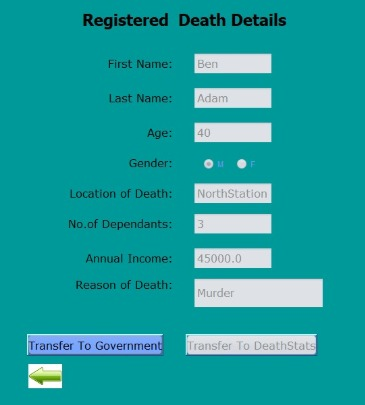 Registered Death Details
First Name: Ben
Last Name: Adam
Age: 40
Gender:
Location of Death: NorthStation
No.of Dependants: 3
Annual Income: 45000.0
Reason of Death: Murder
Transfer To Government Transfer To DeathStats